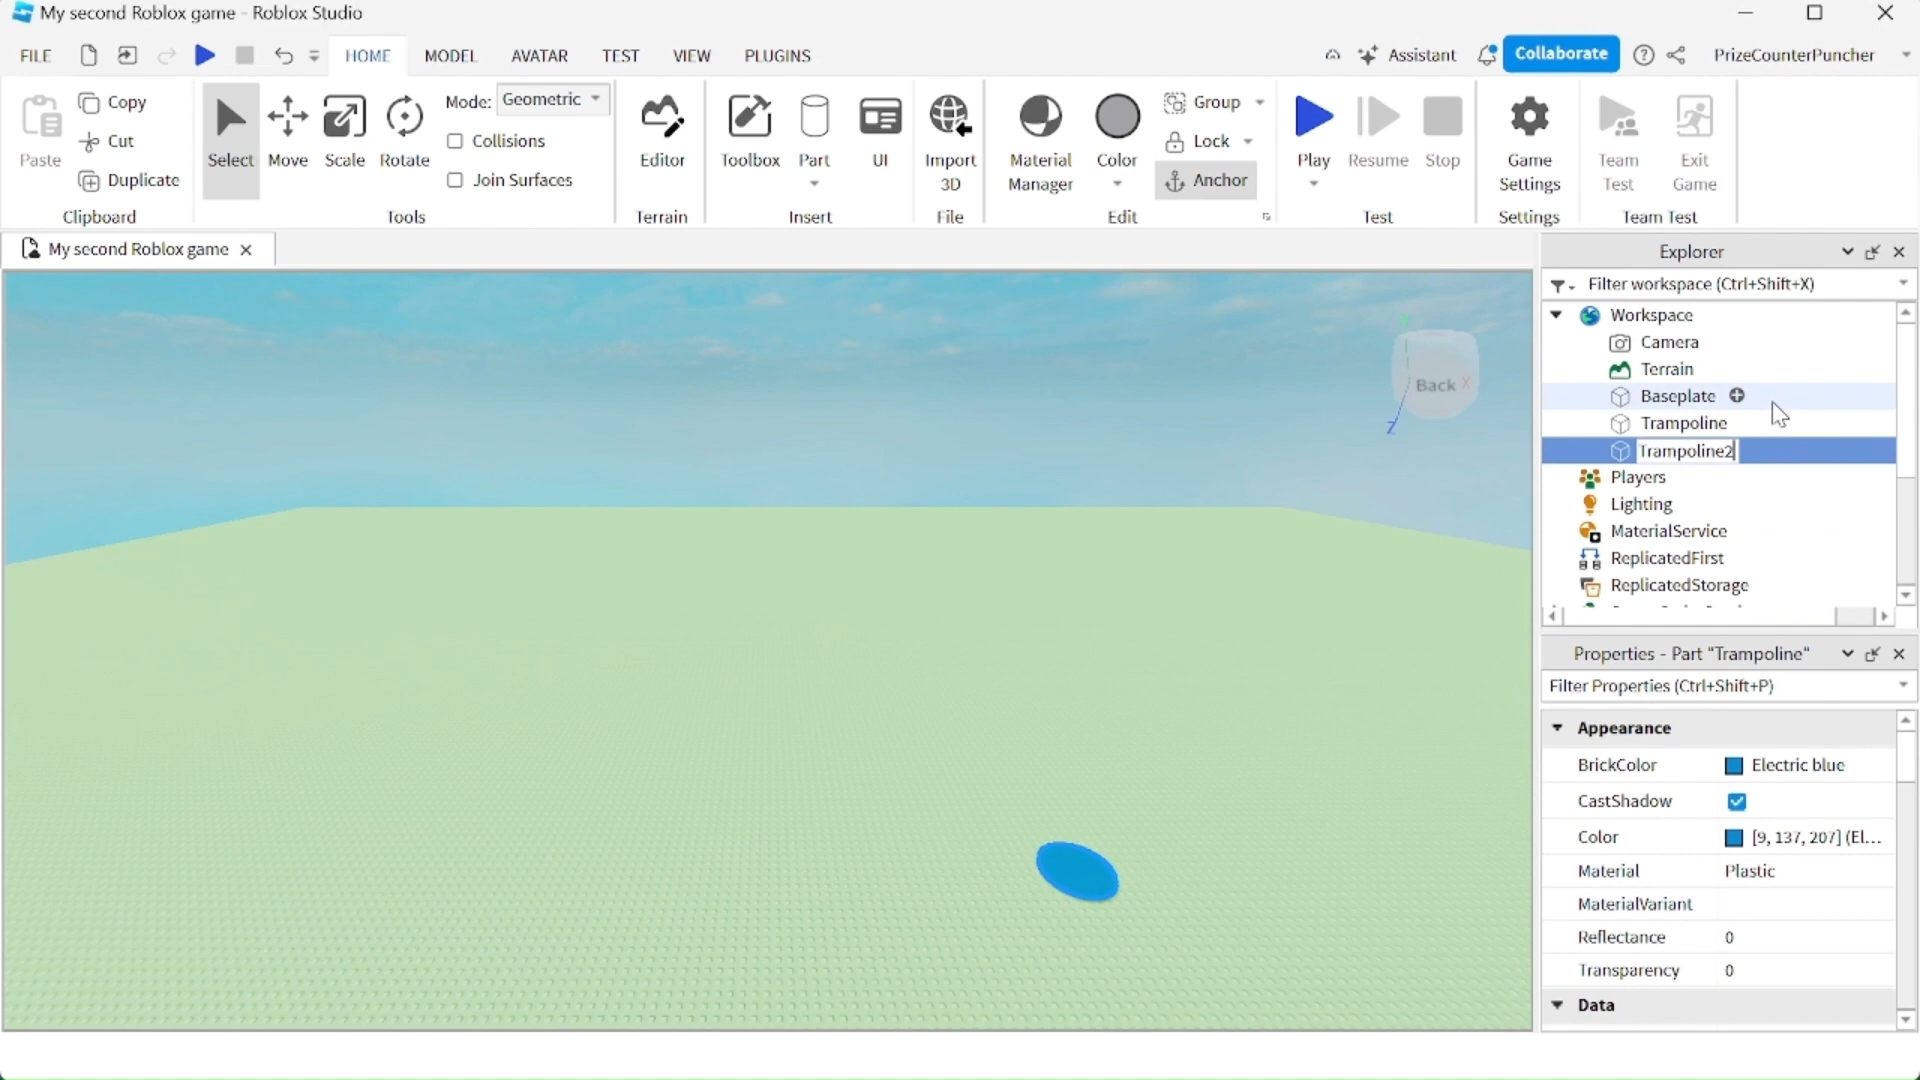 My second Roblox game - Roblox Studio
FILE HOME MODEL AVATAR TEST VIEW PLUGINS Assistant Collaborate PrizeCounterPuncher
Paste
Copy
Cut
Duplicate
Clipboard
Select Move Scale Rotate
Mode: Geometric
Collisions
Join Surfaces
Tools
Editor
Terrain
Toolbox Part UI
Insert
Import
3D
File
Material
Manager
Color
Group
Lock
Anchor
Edit
Play Resume Stop
Test
Game
Settings
Settings
Team
Test
Exit
Game
Team Test
My second Roblox game
Back X
Z
Explorer
Filter workspace (Ctrl+Shift+X)
Workspace
Camera
Terrain
Baseplate
Trampoline
Trampoline2
Players
Lighting
MaterialService
ReplicatedFirst
ReplicatedStorage
Properties - Part "Trampoline"
Filter Properties (Ctrl+Shift+P)
Appearance
BrickColor Electric blue
CastShadow
Color [9, 137, 207] (El...
Material Plastic
MaterialVariant
Reflectance 0
Transparency 0
Data